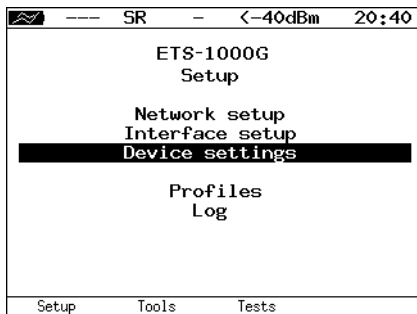 --- SR - <-40dBm 20:40
ETS-1000G
Setup
Network setup
Interface setup
Device settings
Profiles
Log
Setup Tools Tests